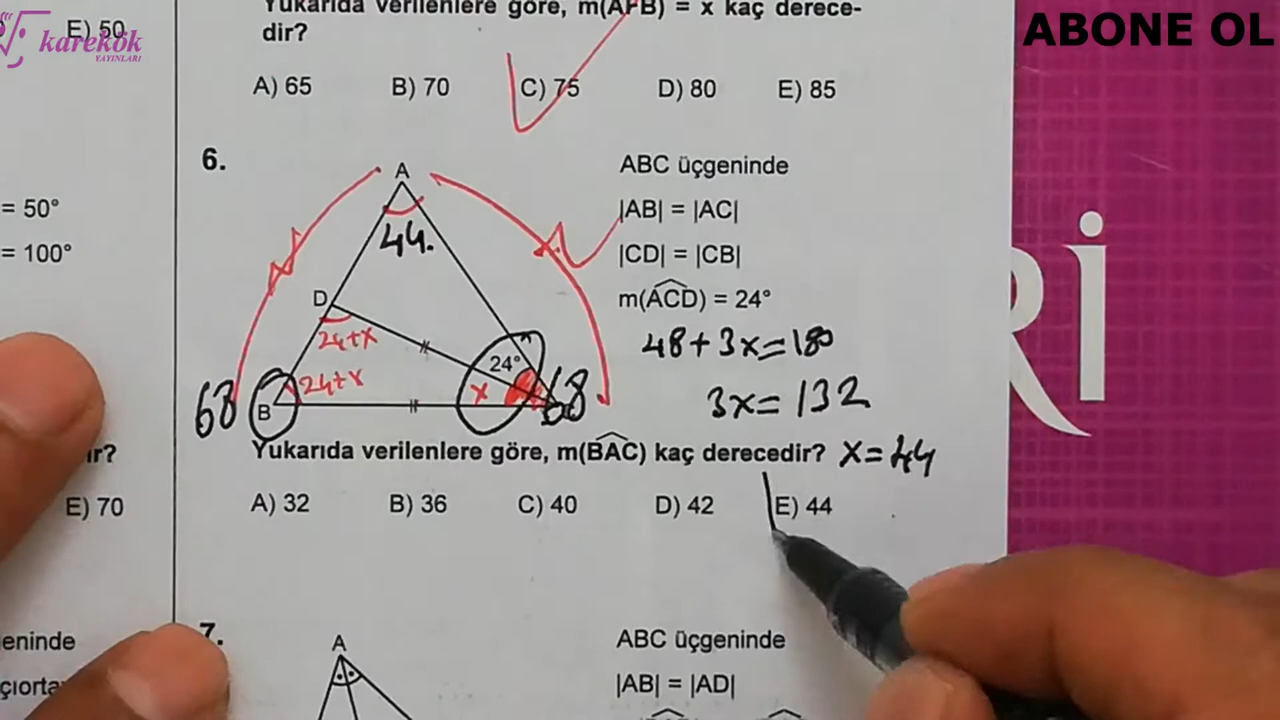 E) 50
karekök
YAYINLARI
ABONE OL
= 50°
= 100°
ır?
E) 70
eninde
Yukarıda verilenlere göre, m(AFB) = x kaç derece-
dir?
A) 65 B) 70 C) 75 D) 80 E) 85
6.
A
44.
D
24+x
24+x
24°
x
68
B
68
ABC üçgeninde
|AB| = |AC|
|CD| = |CB|
m(ACD) = 24°
48+3x=180
3x=132
x=44
Yukarıda verilenlere göre, m(BAC) kaç derecedir?
A) 32 B) 36 C) 40 D) 42 E) 44
7.
A
ABC üçgeninde
|AB| = |AD|
Rİ